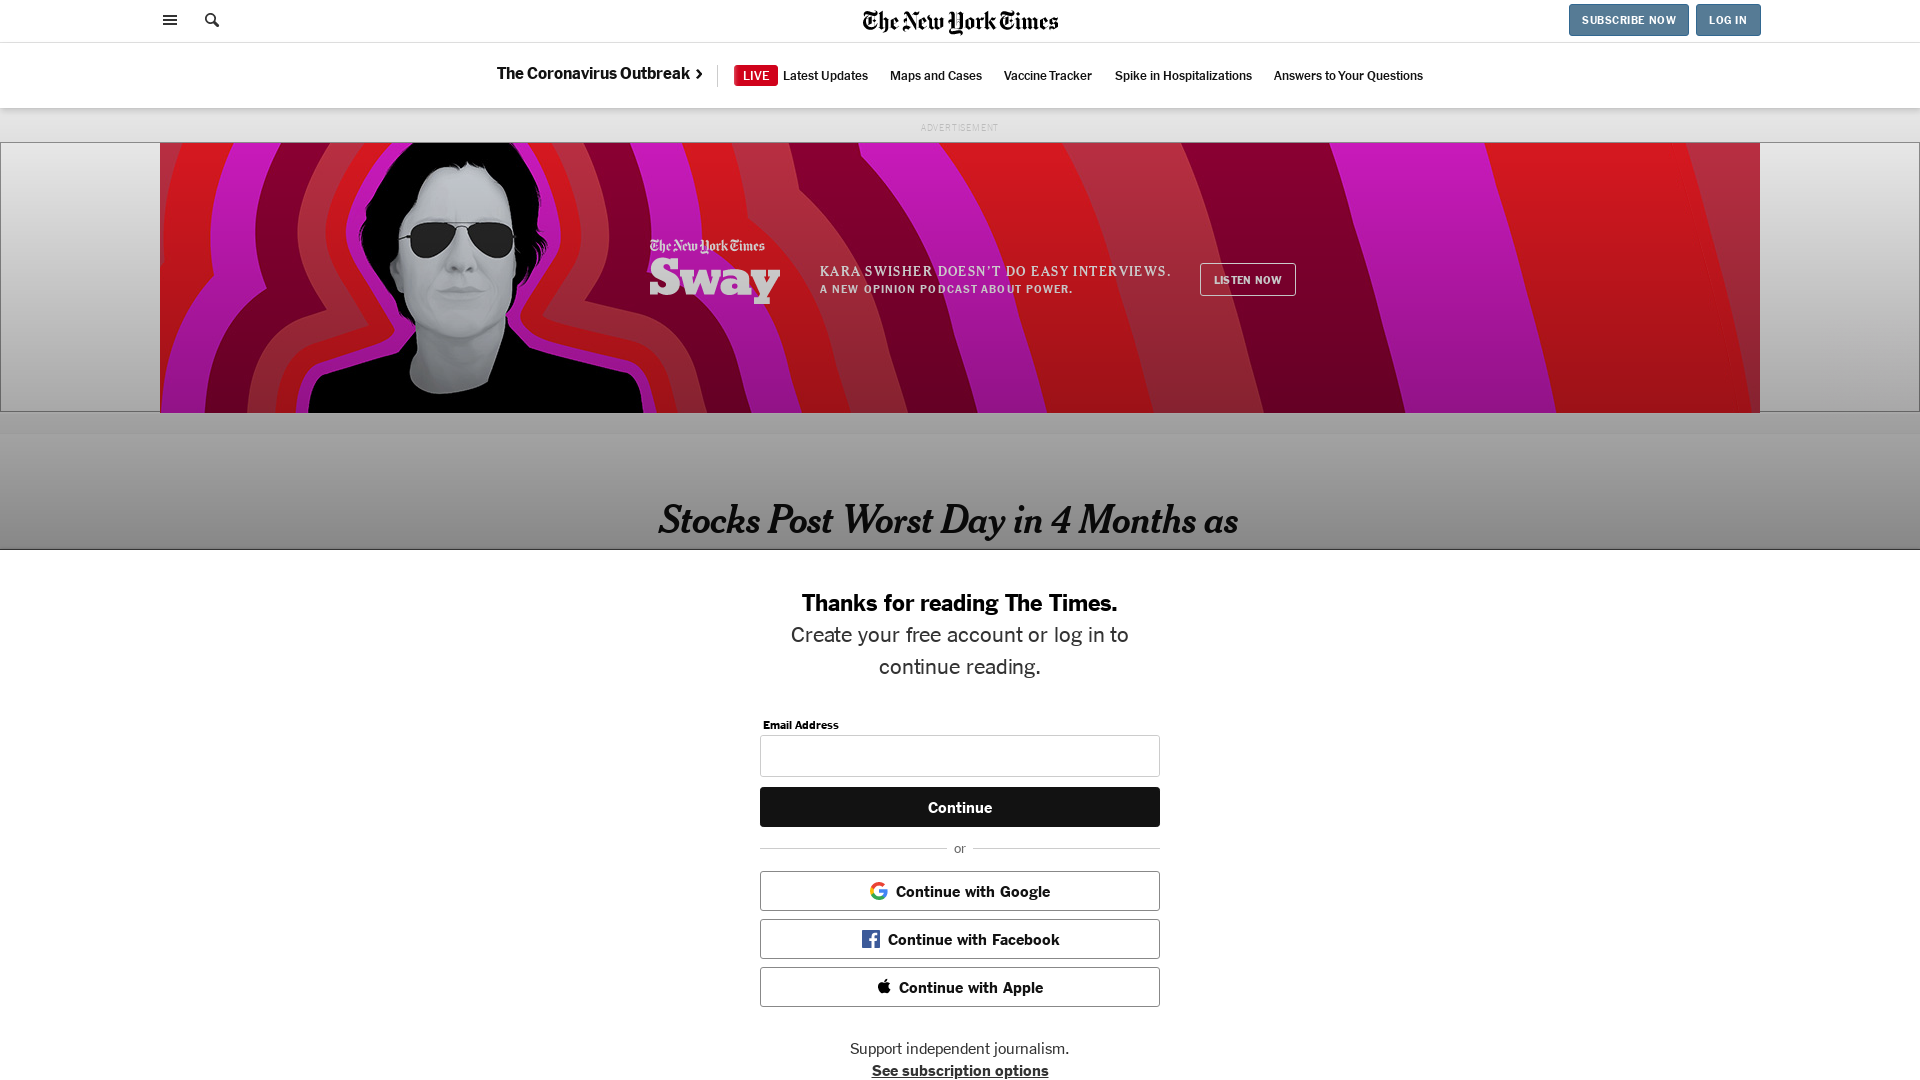 The New York Times
SUBSCRIBE NOW
LOG IN
The Coronavirus Outbreak
LIVE Latest Updates
Maps and Cases
Vaccine Tracker
Spike in Hospitalizations
Answers to Your Questions
ADVERTISEMENT
The New York Times
Sway
KARA SWISHER DOESN'T DO EASY INTERVIEWS.
A NEW OPINION PODCAST ABOUT POWER.
LISTEN NOW
Stocks Post Worst Day in 4 Months as
Thanks for reading The Times.
Create your free account or log in to
continue reading.
Email Address
Continue
or
Continue with Google
Continue with Facebook
Continue with Apple
Support independent journalism.
See subscription options